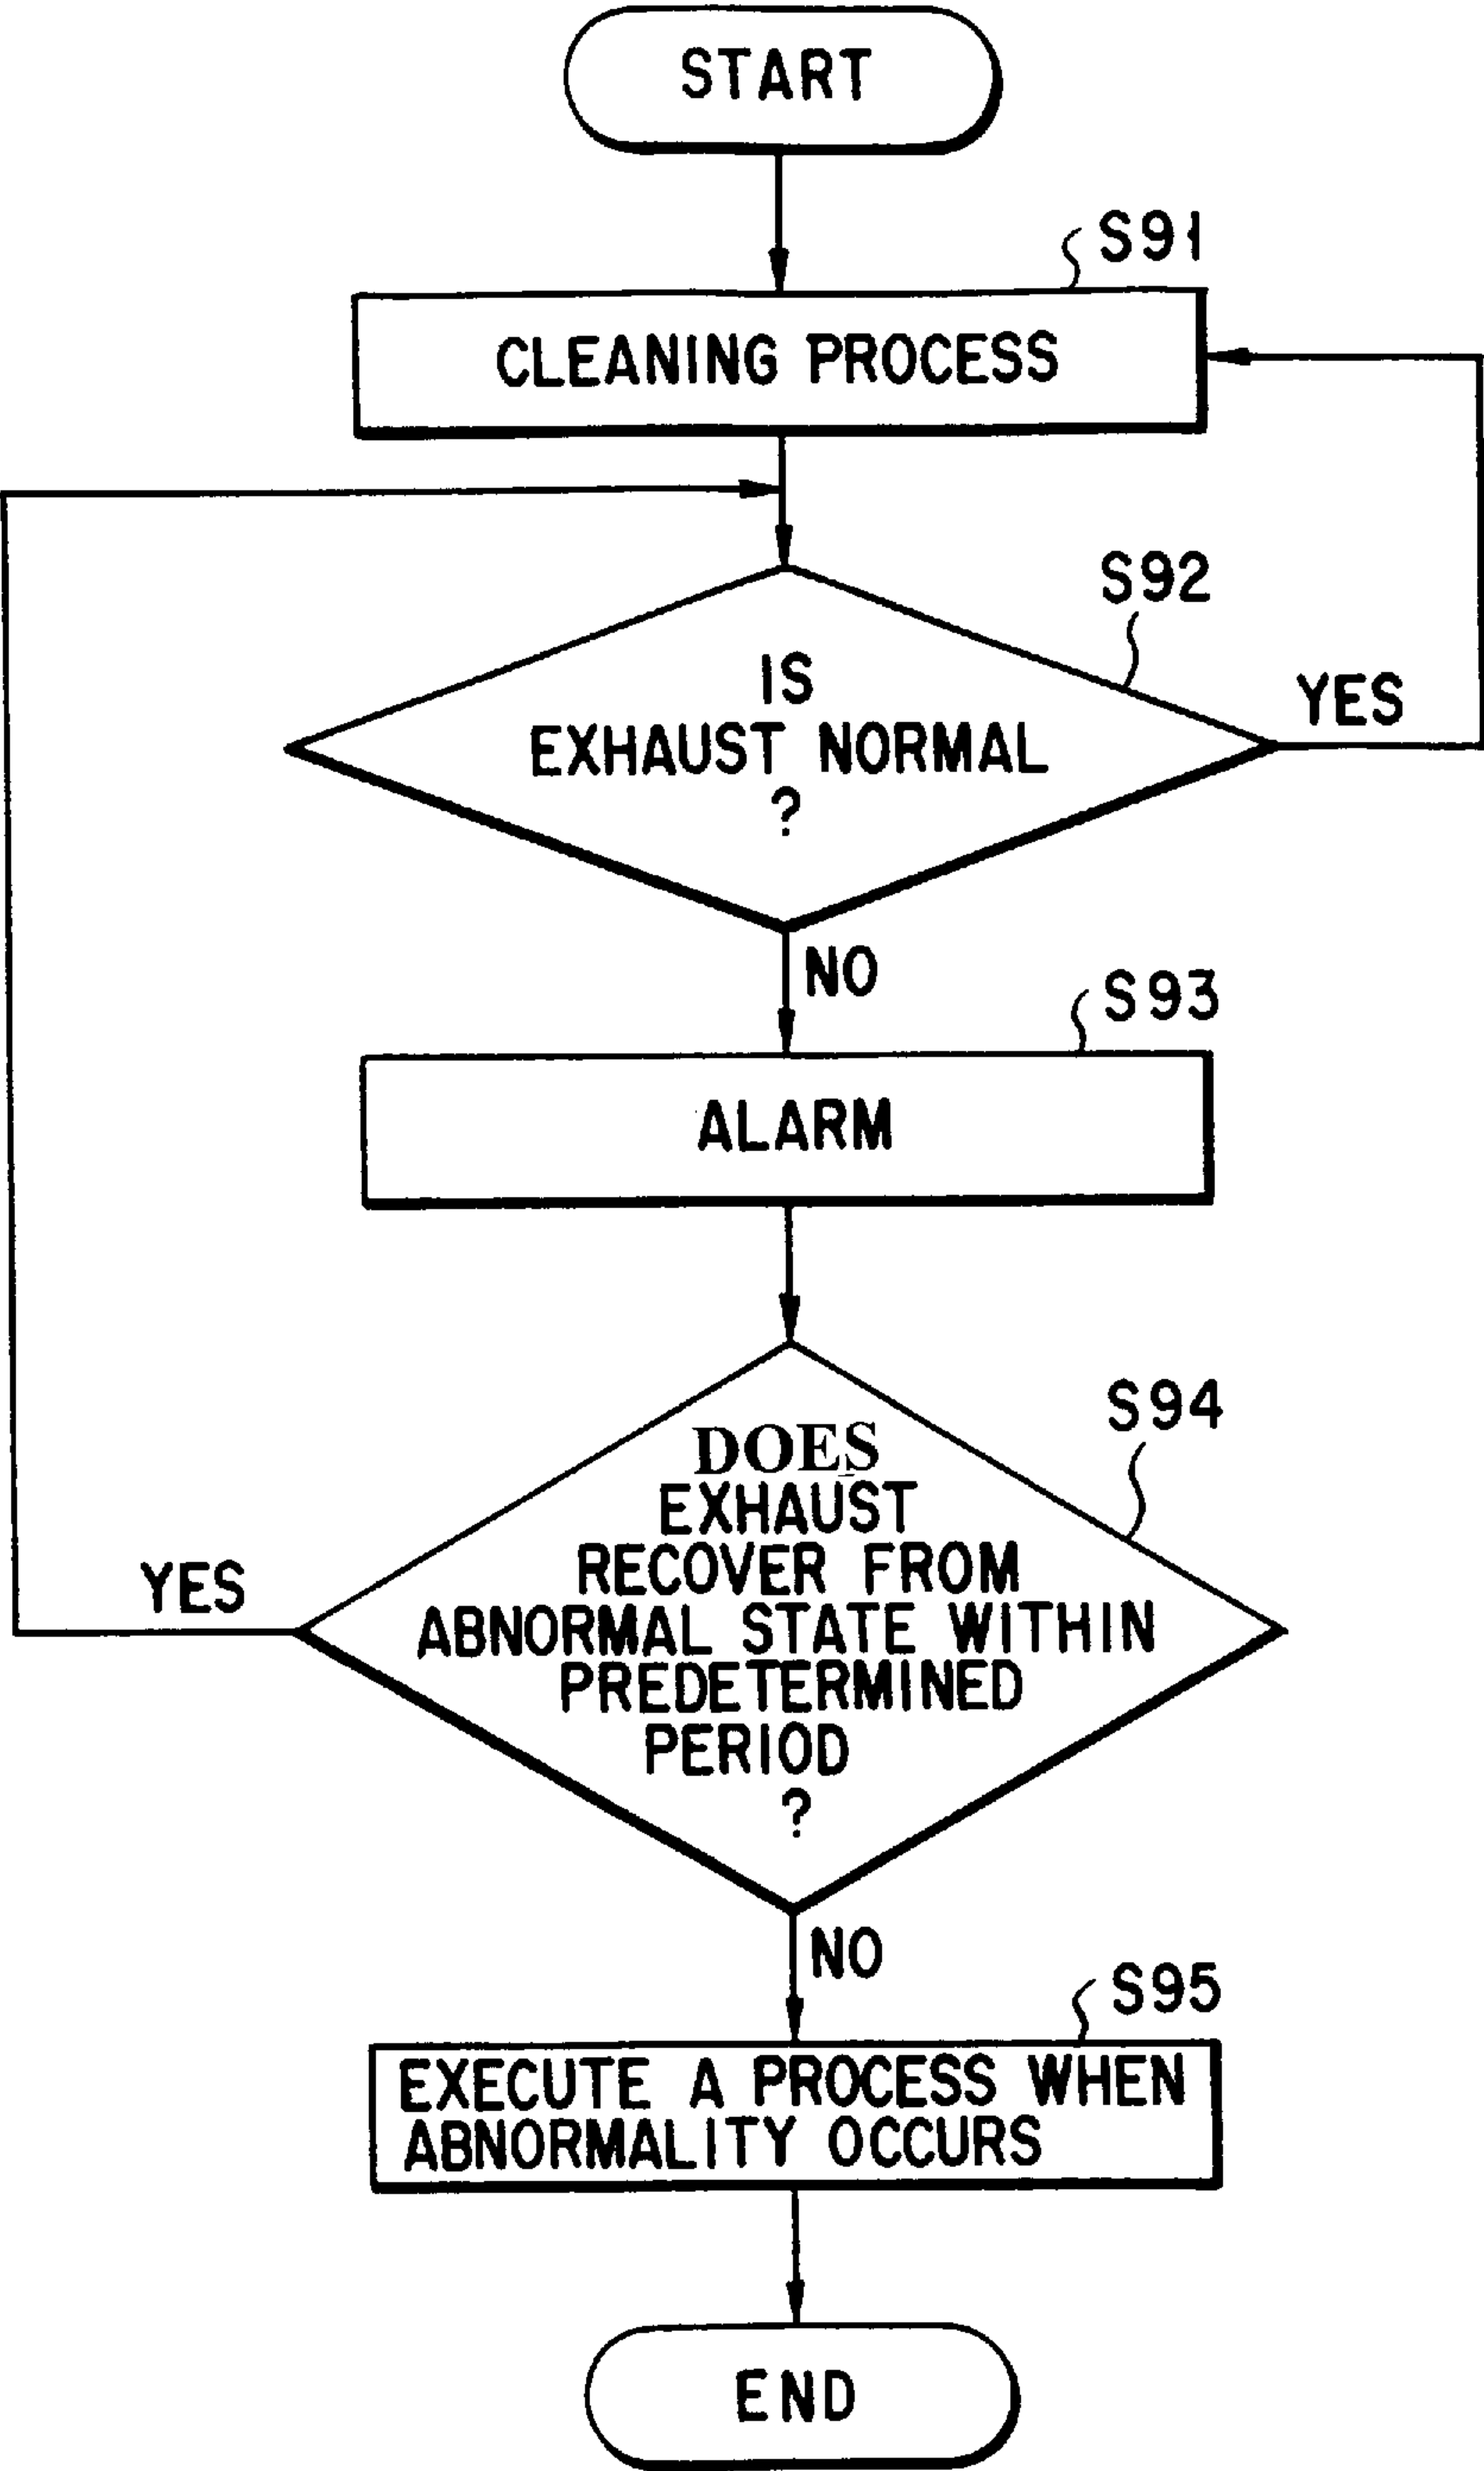 START
S91
CLEANING PROCESS
S92
IS
EXHAUST NORMAL
?
YES
NO
S93
ALARM
S94
DOES
EXHAUST
RECOVER FROM
ABNORMAL STATE WITHIN
PREDETERMINED
PERIOD
?
YES
NO
S95
EXECUTE A PROCESS WHEN
ABNORMALITY OCCURS
END